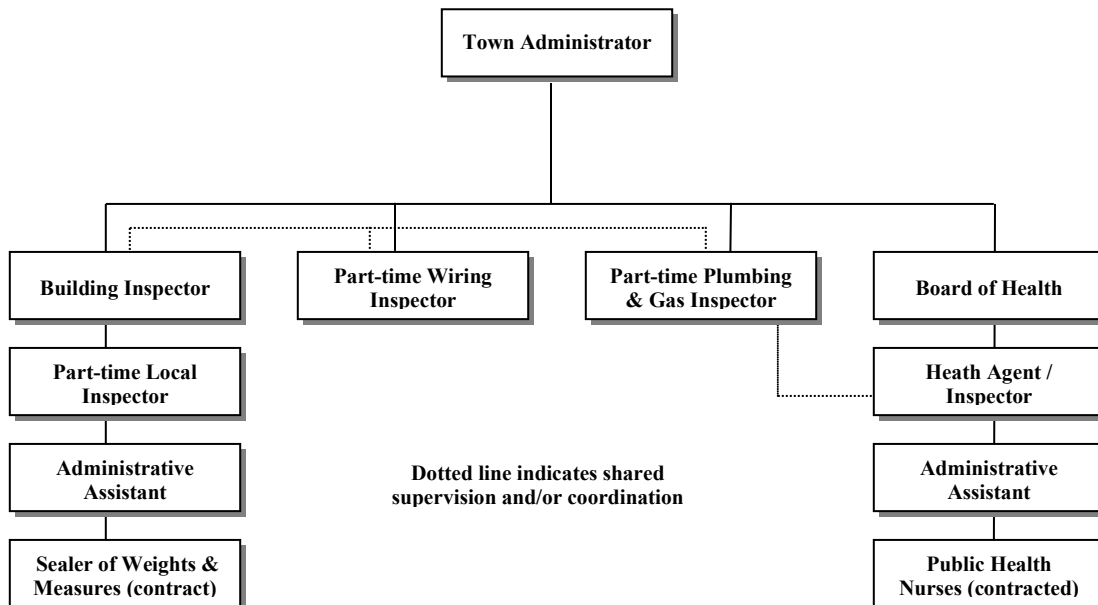 Town Administrator
Building Inspector
Part-time Wiring
Inspector
Part-time Plumbing
& Gas Inspector
Board of Health
Part-time Local
Inspector
Heath Agent /
Inspector
Administrative
Assistant
Dotted line indicates shared
supervision and/or coordination
Administrative
Assistant
Sealer of Weights &
Measures (contract)
Public Health
Nurses (contracted)